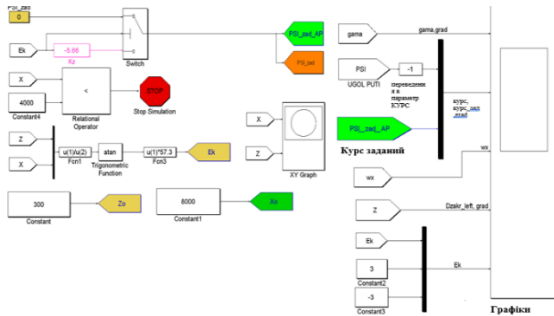 PSI_zad
0
Ek
-5.98
Kz
Switch
PSI_zad_AP
PSI_zad
X
4000
Constant4
<
Relational
Operator
STOP
Stop Simulation
Z
X
u(1)/u(2)
Fcn1
atan
Trigonometric
Function
u(1)*57.3
Fcn3
Ek
X
Z
XY Graph
300
Constant
Zo
8000
Constant1
Xo
gama
gama,grad
PSI
UGOL PUTI
-1
переведення
я в
параметр
КУРС
PSI_zad_AP
Курс заданий
курс,
курс_зад
,grad
wx
wx
Z
Dzakr_left, grad
Ek
3
Constant2
-3
Constant3
Ek
Графіки